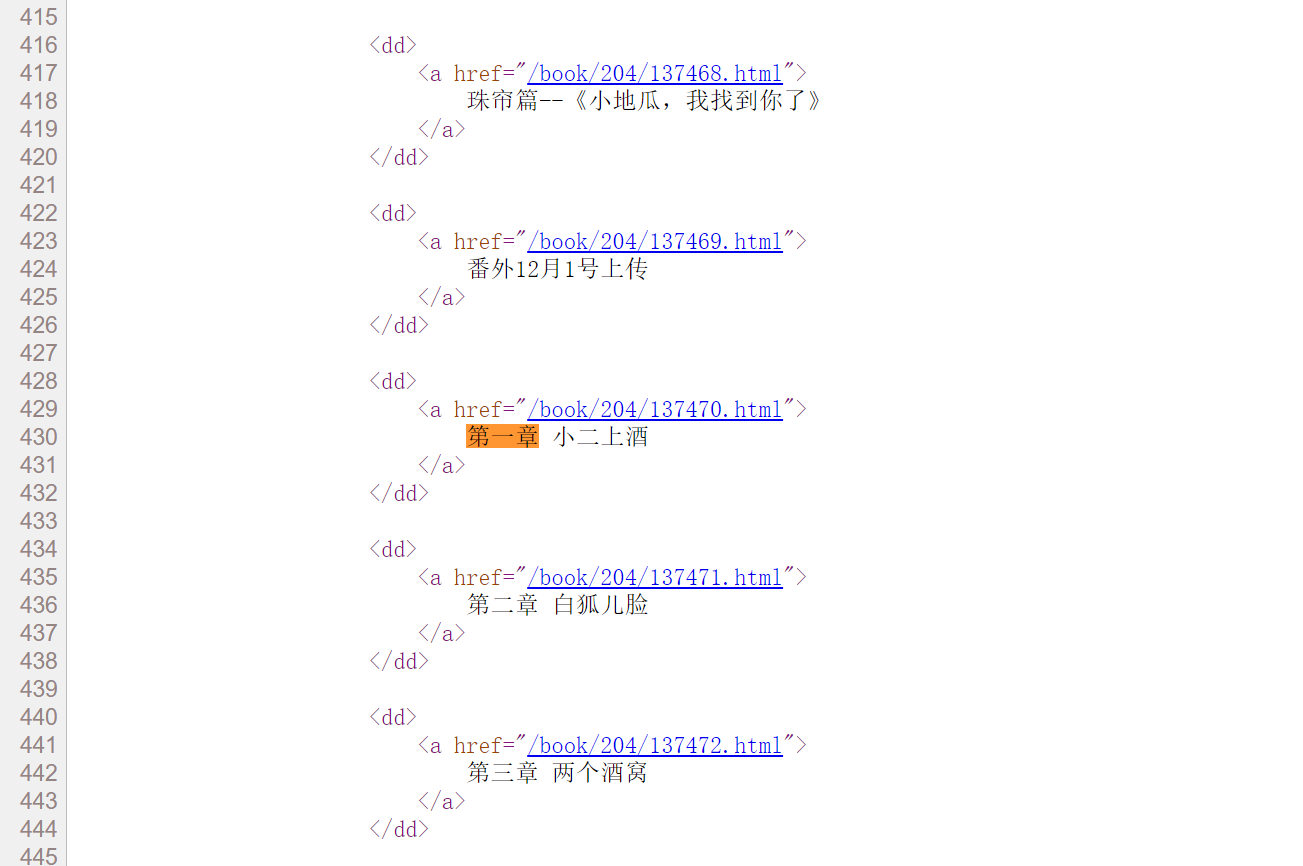 415
416 <dd>
417 <a href="/book/204/137468.html">
418 珠帘篇--《小地瓜，我找到你了》
419 </a>
420 </dd>
421
422 <dd>
423 <a href="/book/204/137469.html">
424 番外12月1号上传
425 </a>
426 </dd>
427
428 <dd>
429 <a href="/book/204/137470.html">
430 第一章 小二上酒
431 </a>
432 </dd>
433
434 <dd>
435 <a href="/book/204/137471.html">
436 第二章 白狐儿脸
437 </a>
438 </dd>
439
440 <dd>
441 <a href="/book/204/137472.html">
442 第三章 两个酒窝
443 </a>
444 </dd>
445